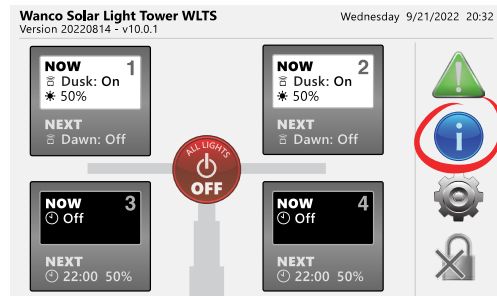 Wanco Solar Light Tower WLTS
Version 20220814 - v10.0.1
Wednesday 9/21/2022 20:32
NOW 1
Dusk: On
50%
NEXT
Dawn: Off
NOW 2
Dusk: On
50%
NEXT
Dawn: Off
ALL LIGHTS
OFF
NOW 3
Off
NEXT
22:00 50%
NOW 4
Off
NEXT
22:00 50%
!
i